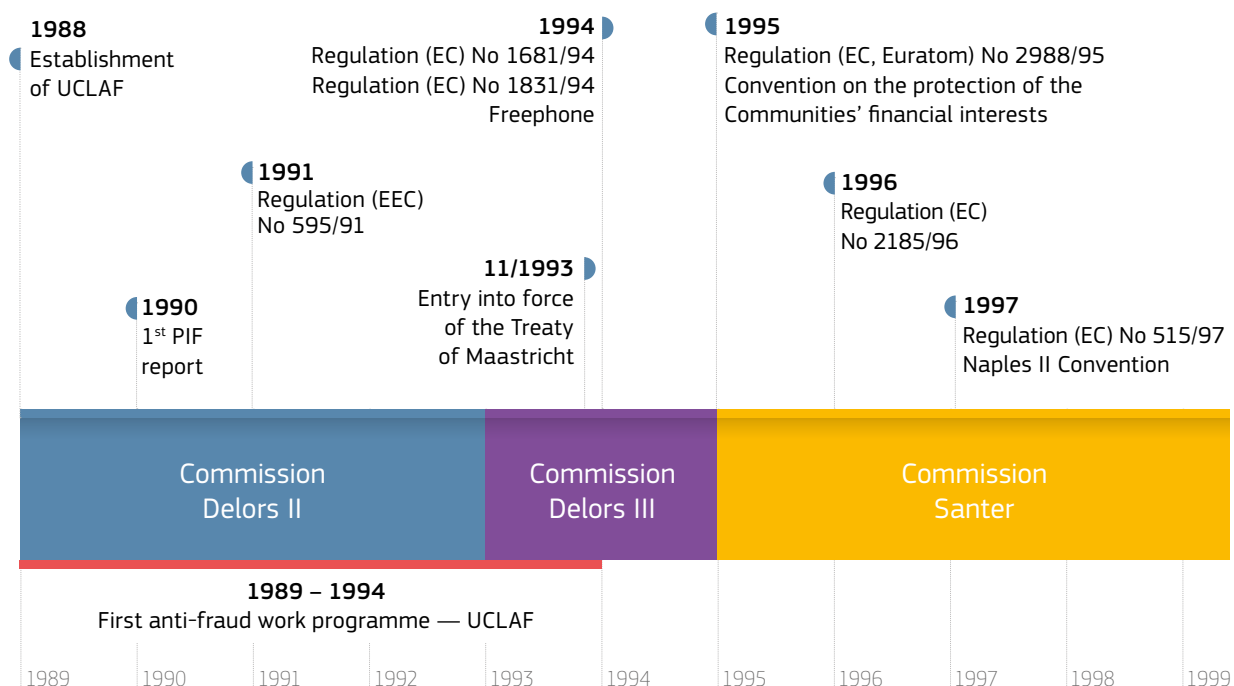 1988
Establishment
of UCLAF
1994
Regulation (EC) No 1681/94
Regulation (EC) No 1831/94
Freephone
1995
Regulation (EC, Euratom) No 2988/95
Convention on the protection of the
Communities’ financial interests
1991
Regulation (EEC)
No 595/91
1996
Regulation (EC)
No 2185/96
11/1993
Entry into force
of the Treaty
of Maastricht
1990
1st PIF
report
1997
Regulation (EC) No 515/97
Naples II Convention
Commission
Delors II
Commission
Delors III
Commission
Santer
1989 – 1994
First anti-fraud work programme — UCLAF
1989 1990 1991 1992 1993 1994 1995 1996 1997 1998 1999